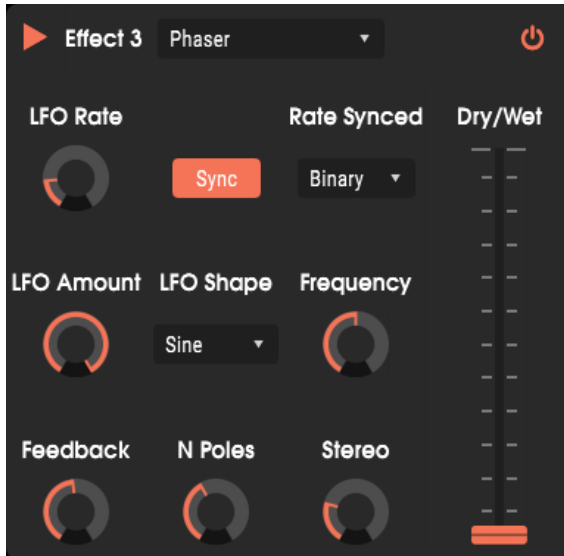 Effect 3 Phaser
LFO Rate Rate Synced Dry/Wet
Sync Binary
LFO Amount LFO Shape Frequency
Sine
Feedback N Poles Stereo